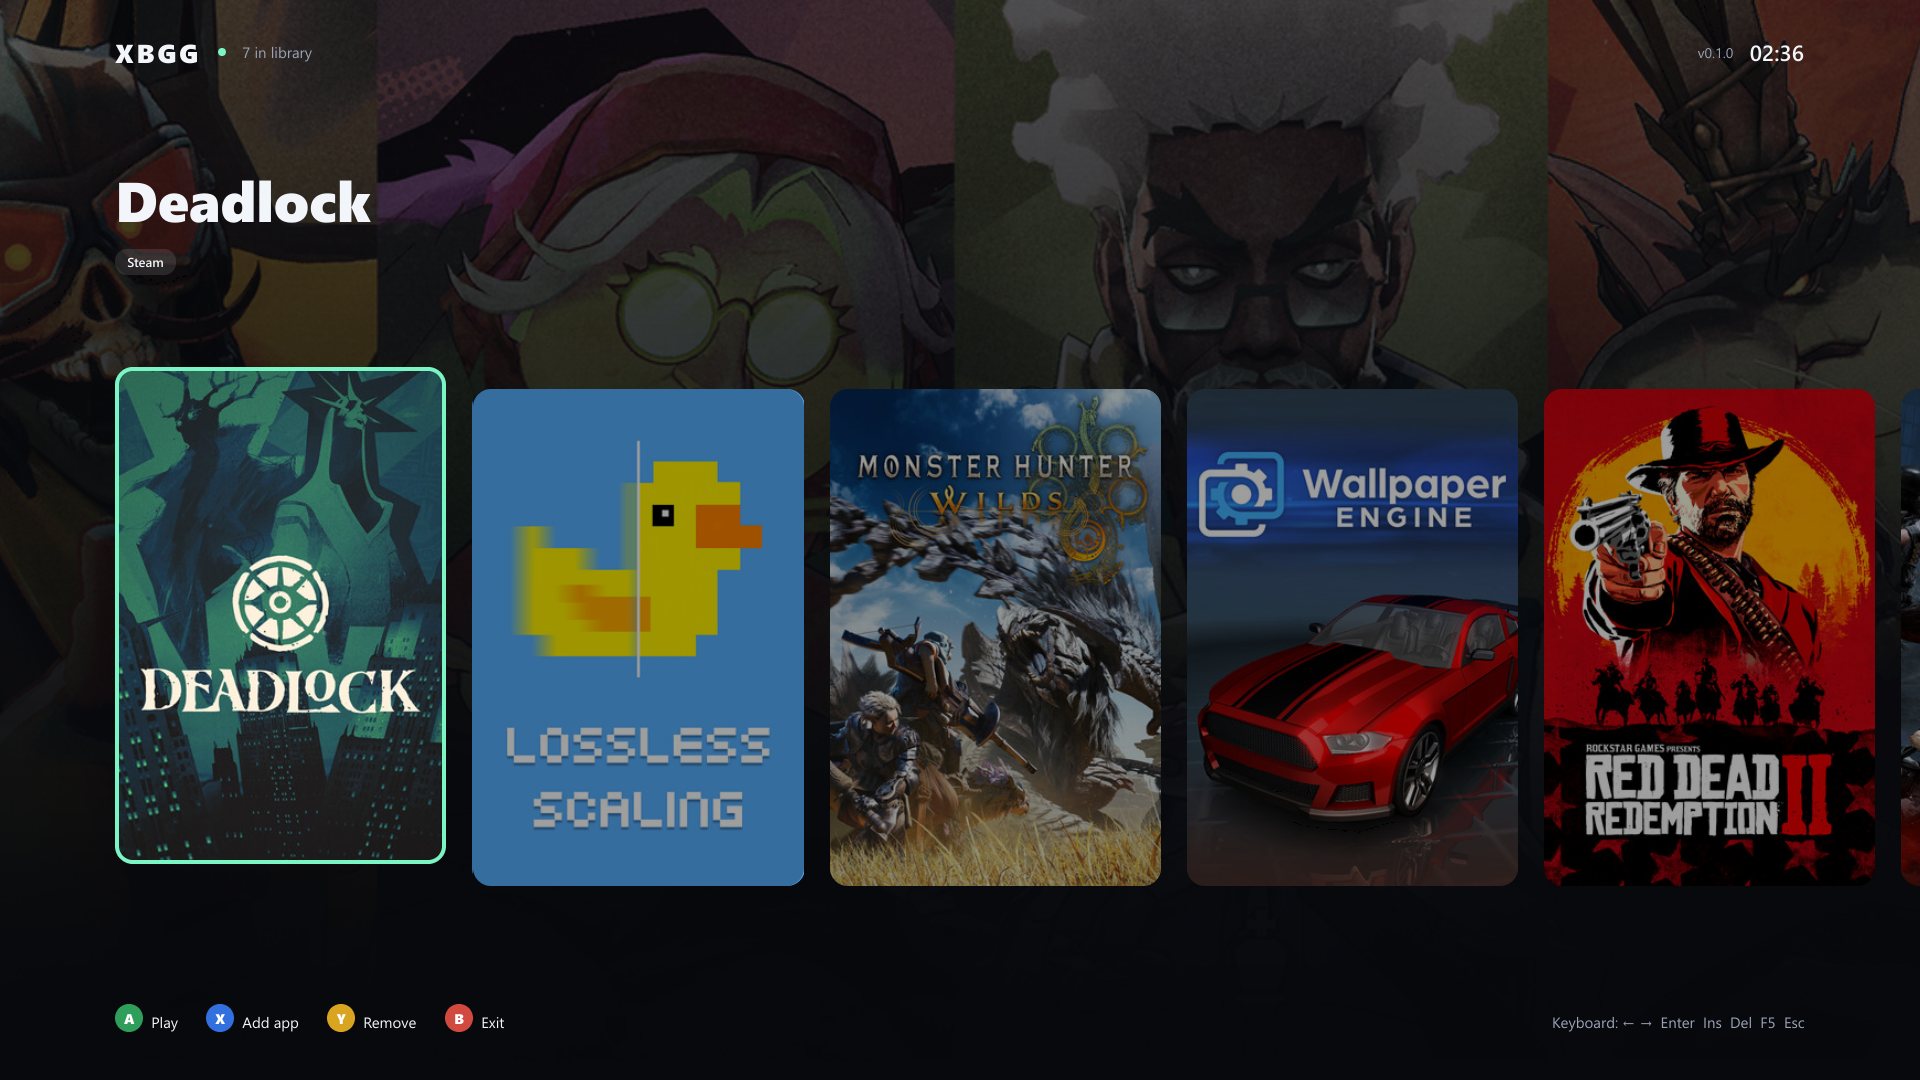 XBGG
7 in library
v0.1.0 02:36
Deadlock
Steam
DEADLOCK
LOSSLESS
SCALING
MONSTER HUNTER
WILDS
Wallpaper
ENGINE
ROCKSTAR GAMES PRESENTS
RED DEAD
REDEMPTION II
A Play X Add app Y Remove B Exit
Keyboard: ← → Enter Ins Del F5 Esc